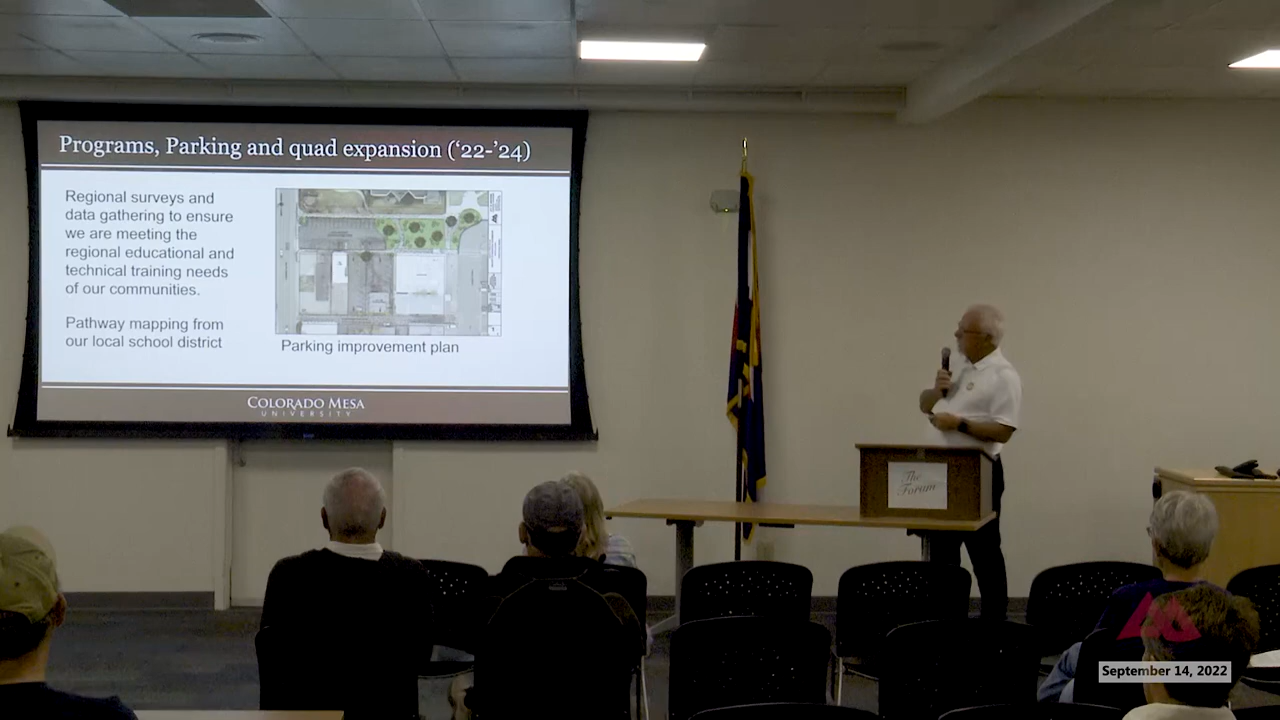 Programs, Parking and quad expansion (‘22-’24)
Regional surveys and
data gathering to ensure
we are meeting the
regional educational and
technical training needs
of our communities.
Pathway mapping from
our local school district
Parking improvement plan
COLORADO MESA
UNIVERSITY
The
Forum
September 14, 2022